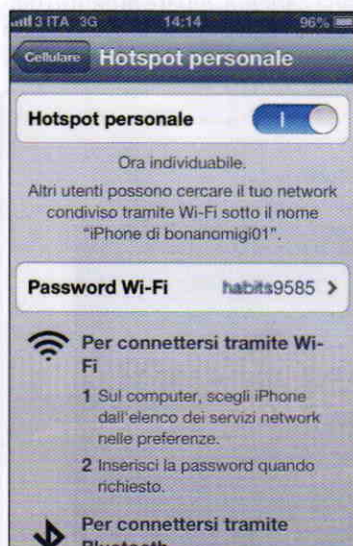 3 ITA 3G 14:14 96%
Cellulare Hotspot personale
Hotspot personale
Ora individuabile.
Altri utenti possono cercare il tuo network
condiviso tramite Wi-Fi sotto il nome
“iPhone di bonanomigi01”.
Password Wi-Fi habits9585
Per connettersi tramite Wi-
Fi
1 Sul computer, scegli iPhone
dall'elenco dei servizi network
nelle preferenze.
2 Inserisci la password quando
richiesto.
Per connettersi tramite
Bluetooth